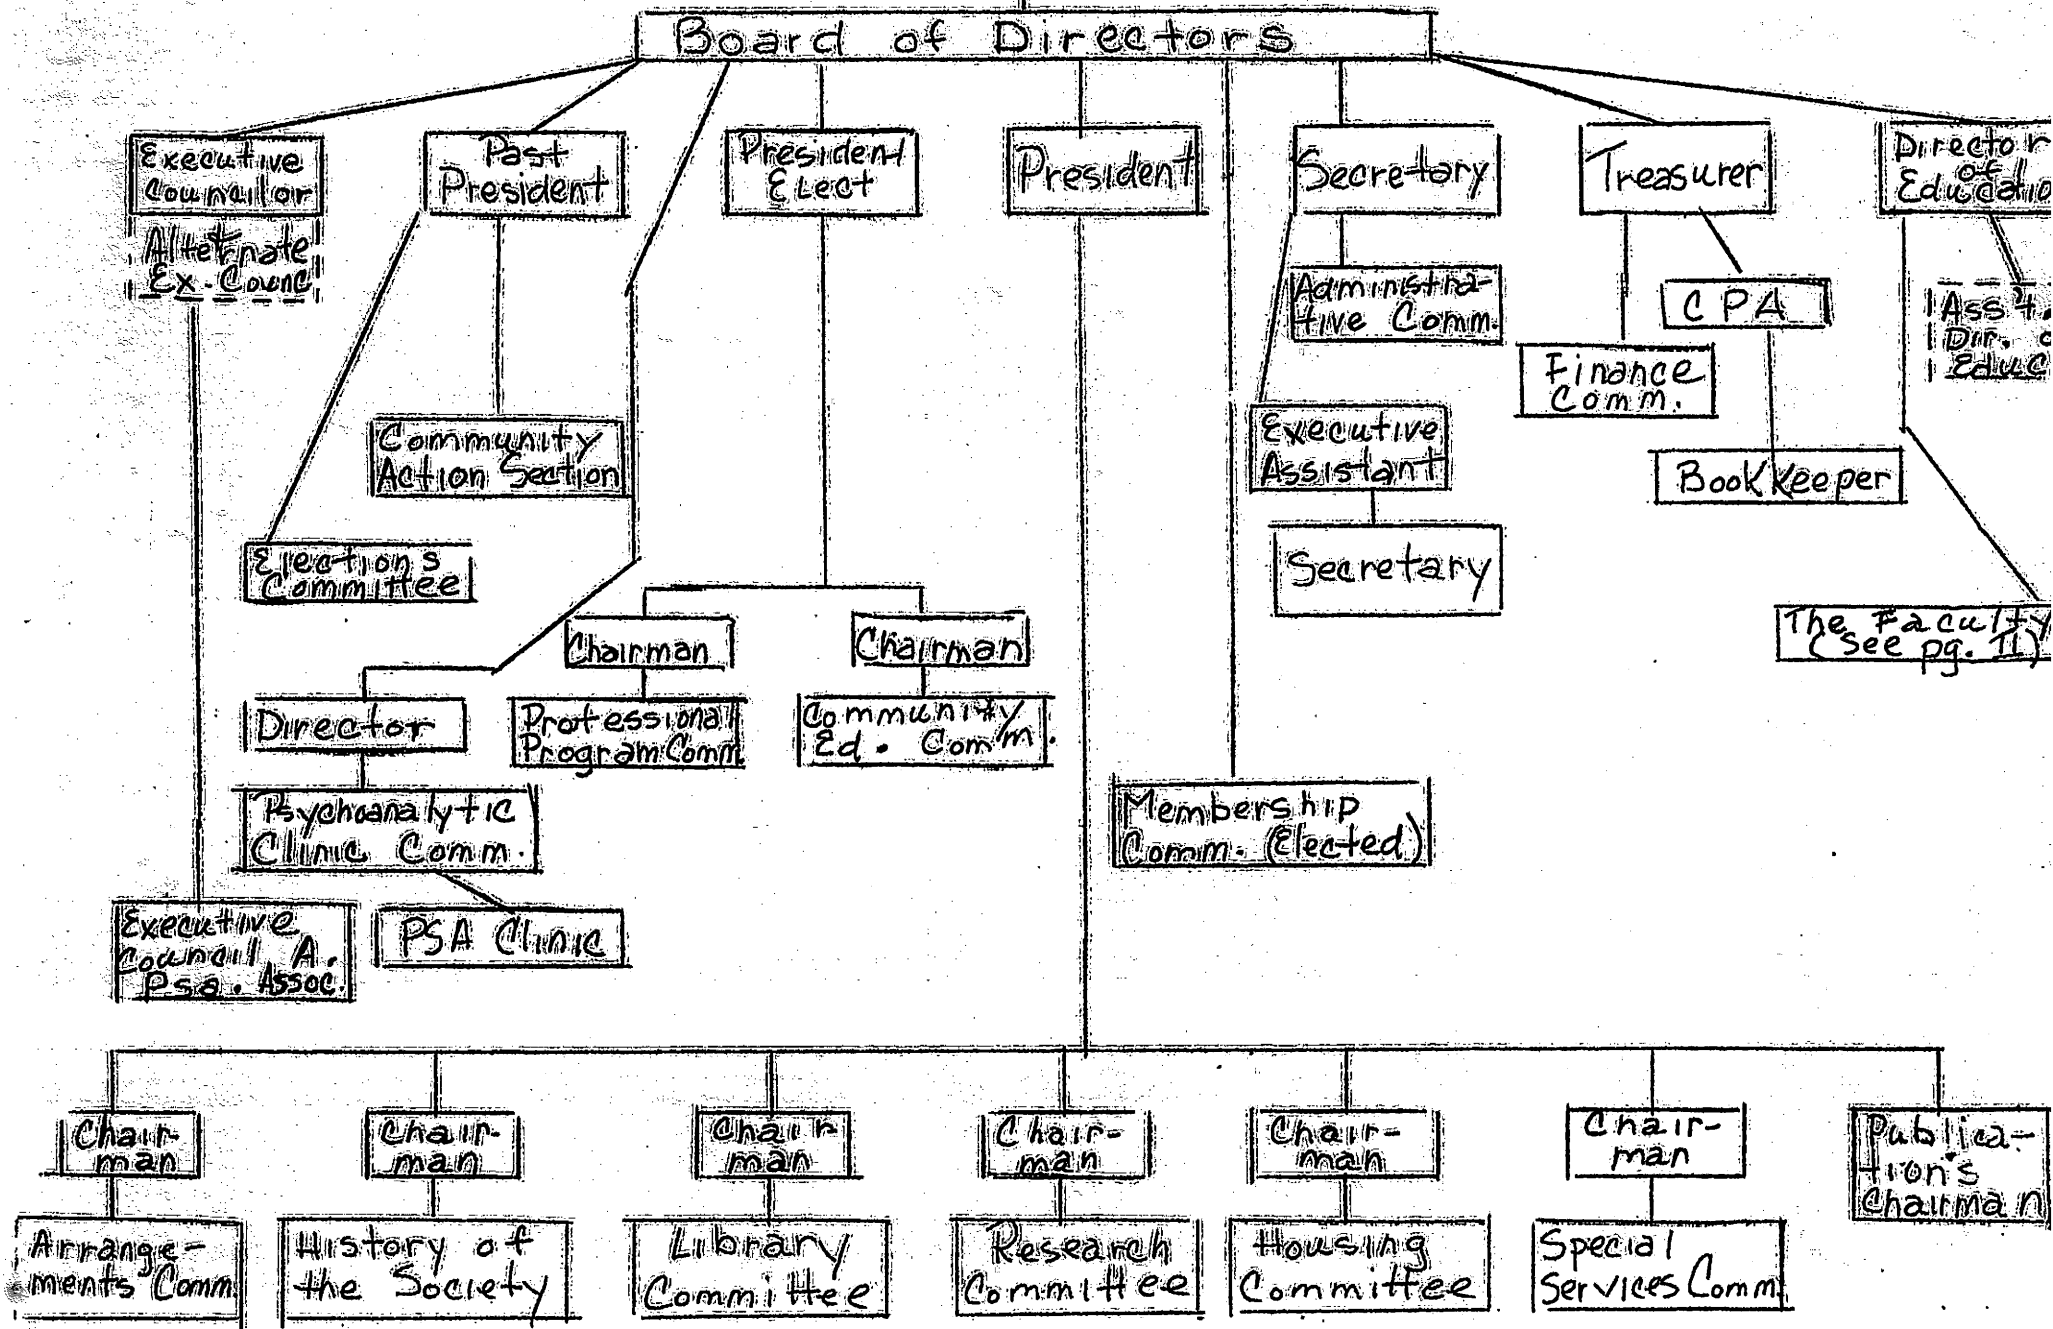 Board of Directors
Executive
Councilor
Alternate
Ex. Counc
Past
President
President
Elect
President
Secretary
Treasurer
Director
of
Educatio
Administra-
tive Comm.
CPA
Ass't.
Dir. o
Educ
Finance
Comm.
Community
Action Section
Executive
Assistant
Bookkeeper
Elections
Committee
Secretary
The Faculty
(See pg. II)
Chairman
Chairman
Director
Professional
Program Comm
Community
Ed. Comm.
Psychoanalytic
Clinic Comm.
Membership
Comm. (Elected)
Executive
Council A.
Psa. Assoc.
PSA Clinic
Chair-
man
Chair-
man
Chair
man
Chair-
man
Chair-
man
Chair-
man
Publica-
tion's
Chairman
Arrange-
ments Comm
History of
the Society
Library
Committee
Research
Committee
Housing
Committee
Special
Services Comm.